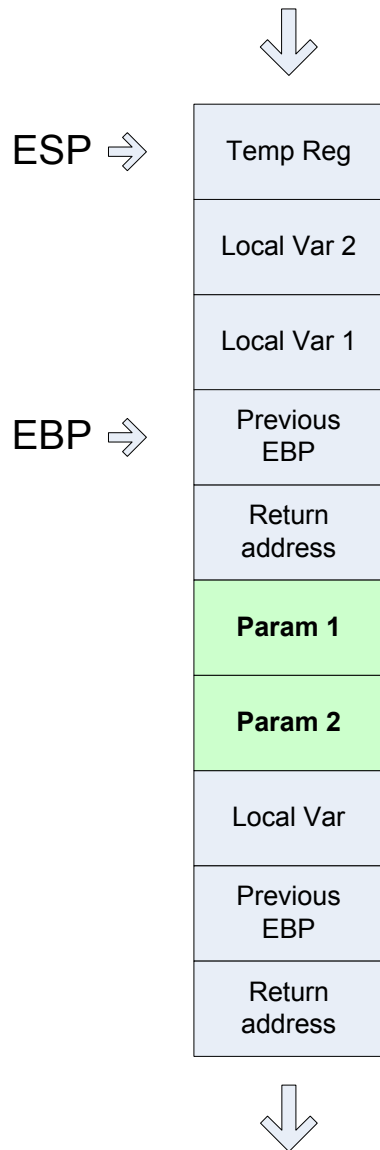 ESP
Temp Reg
Local Var 2
Local Var 1
EBP
Previous
EBP
Return
address
Param 1
Param 2
Local Var
Previous
EBP
Return
address